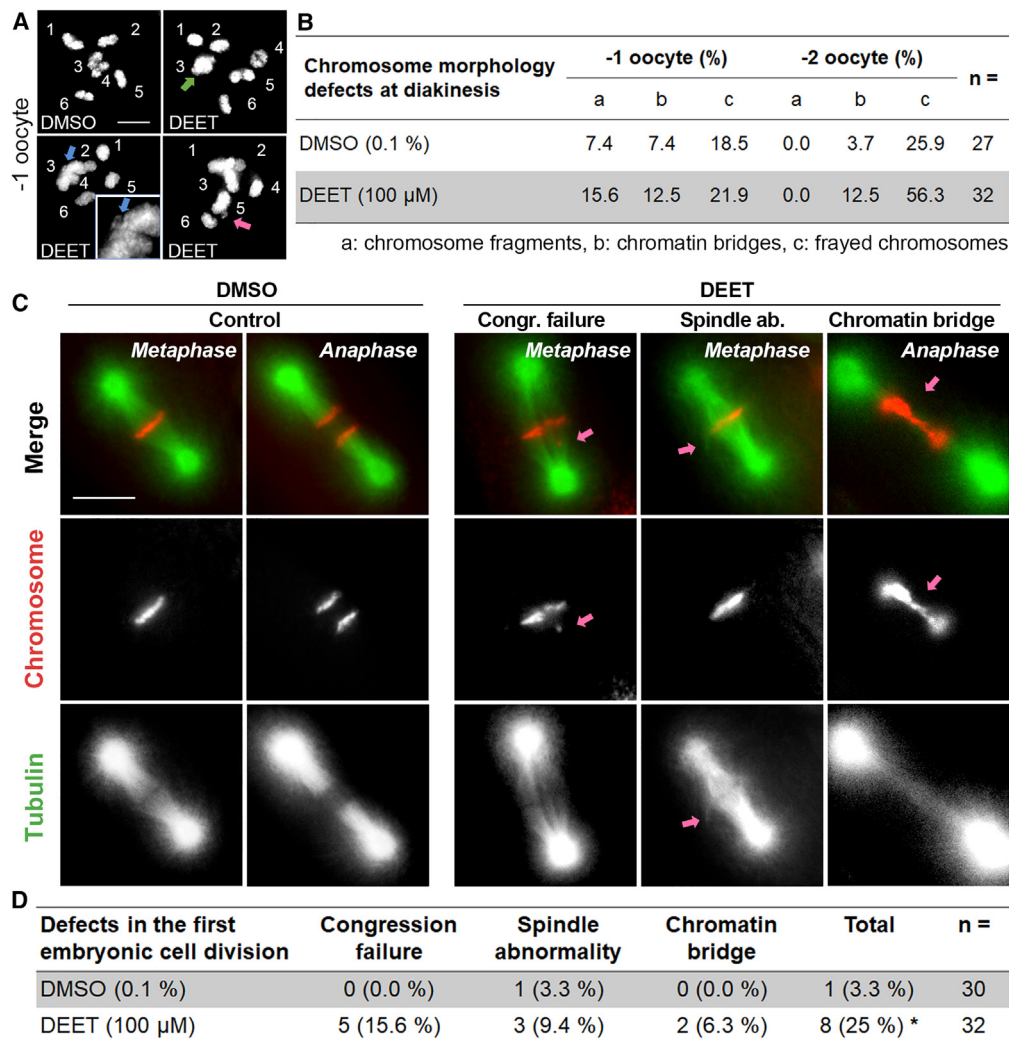 A
-1 oocyte
1 2 3 4 5 6 DMSO
1 2 3 4 5 6 DEET
1 2 3 4 5 6 DEET
1 2 3 4 5 6 DEET
B
Chromosome morphology defects at diakinesis -1 oocyte (%) -2 oocyte (%) n =
a b c a b c
DMSO (0.1 %) 7.4 7.4 18.5 0.0 3.7 25.9 27
DEET (100 µM) 15.6 12.5 21.9 0.0 12.5 56.3 32
a: chromosome fragments, b: chromatin bridges, c: frayed chromosomes
C
DMSO DEET
Control Congr. failure Spindle ab. Chromatin bridge
Metaphase Anaphase Metaphase Metaphase Anaphase
Merge
Chromosome
Tubulin
D
Defects in the first Congression Spindle Chromatin Total n =
embryonic cell division failure abnormality bridge
DMSO (0.1 %) 0 (0.0 %) 1 (3.3 %) 0 (0.0 %) 1 (3.3 %) 30
DEET (100 µM) 5 (15.6 %) 3 (9.4 %) 2 (6.3 %) 8 (25 %) * 32